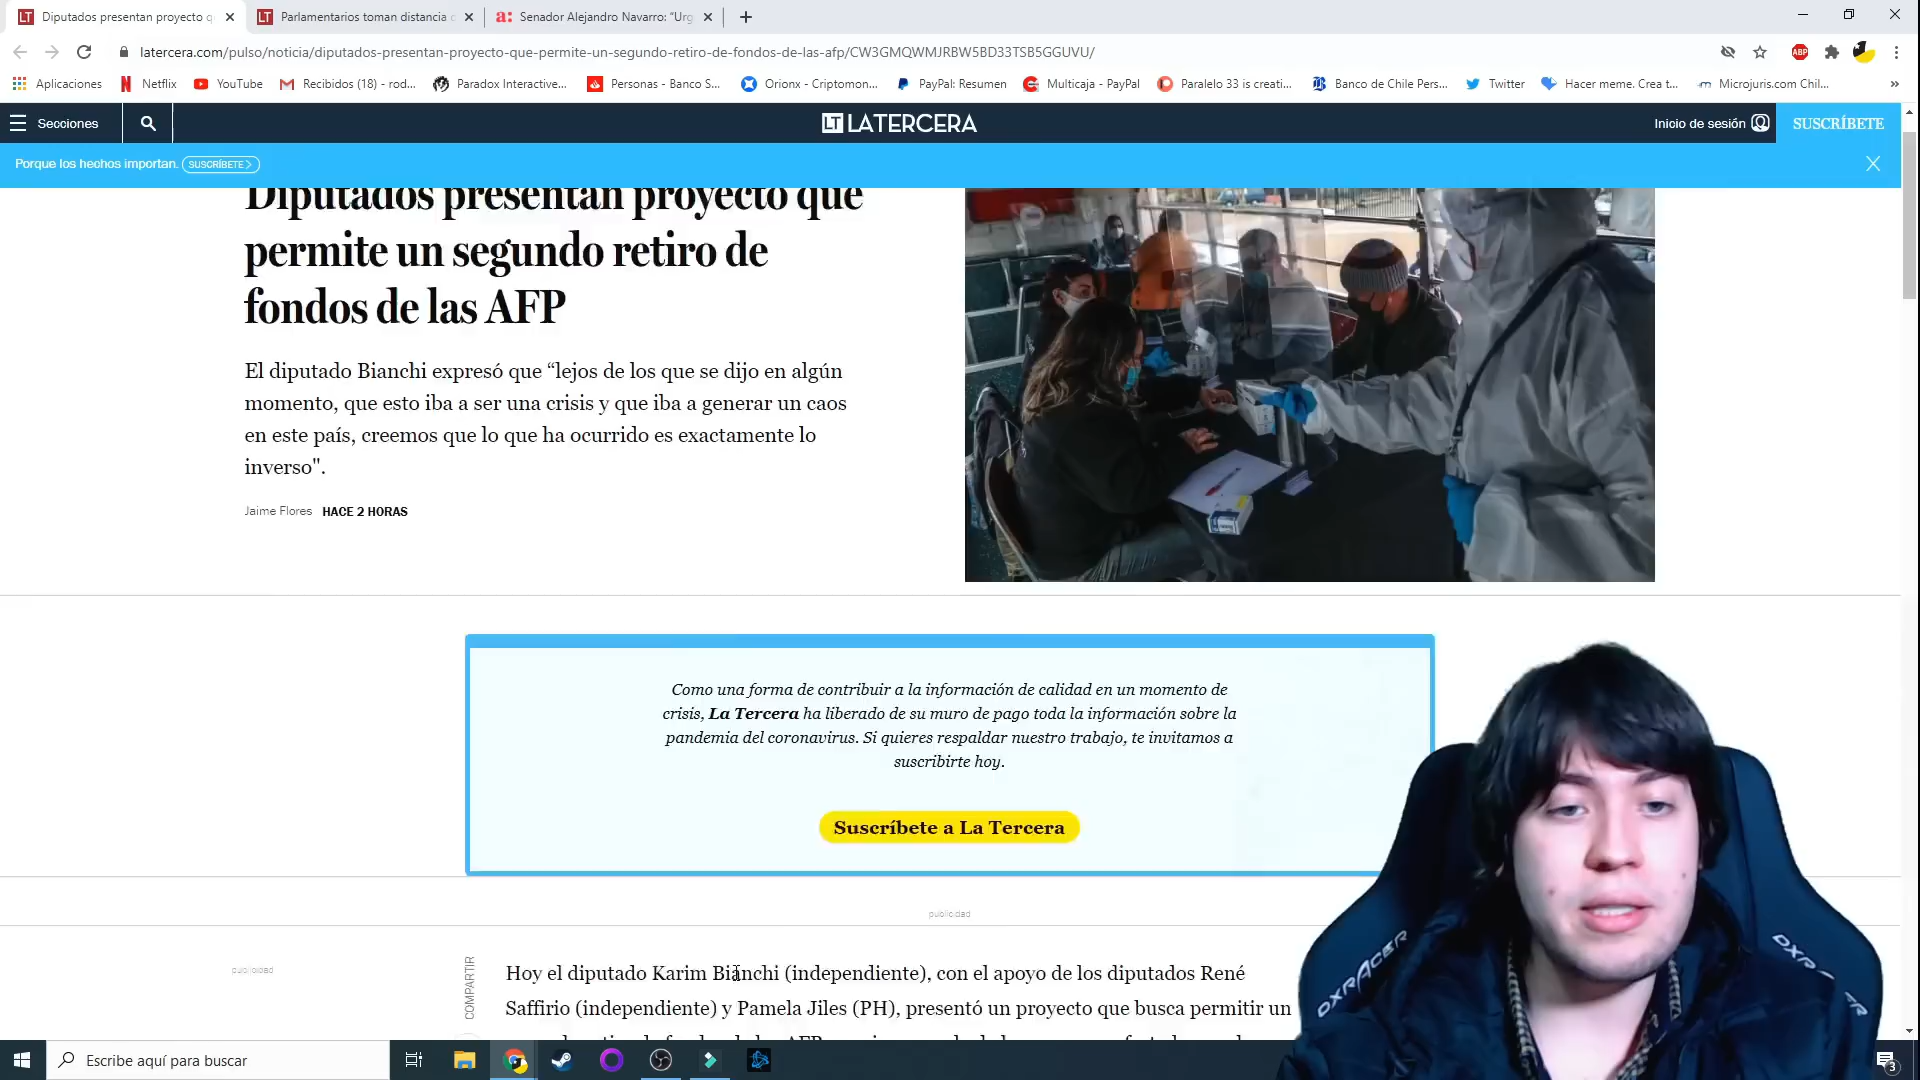 Diputados presentan proyecto q
Parlamentarios toman distancia
a: Senador Alejandro Navarro: "Urg
latercera.com/pulso/noticia/diputados-presentan-proyecto-que-permite-un-segundo-retiro-de-fondos-de-las-afp/CW3GMQWMJRBW5BD33TSB5GGUVU/
ABP
Aplicaciones
Netflix
YouTube
Recibidos (18) - rod...
Paradox Interactive...
Personas - Banco S...
Orionx - Criptomon...
PayPal: Resumen
Multicaja - PayPal
Paralelo 33 is creati...
Banco de Chile Pers...
Twitter
Hacer meme. Crea t...
Microjuris.com Chil...
»
Secciones
LT LATERCERA
Inicio de sesión
SUSCRÍBETE
Porque los hechos importan. SUSCRÍBETE >
Diputados presentan proyecto que
permite un segundo retiro de
fondos de las AFP
El diputado Bianchi expresó que “lejos de los que se dijo en algún
momento, que esto iba a ser una crisis y que iba a generar un caos
en este país, creemos que lo que ha ocurrido es exactamente lo
inverso".
Jaime Flores HACE 2 HORAS
Como una forma de contribuir a la información de calidad en un momento de
crisis, La Tercera ha liberado de su muro de pago toda la información sobre la
pandemia del coronavirus. Si quieres respaldar nuestro trabajo, te invitamos a
suscribirte hoy.
Suscríbete a La Tercera
publicidad
publicidad
COMPARTIR
Hoy el diputado Karim Bianchi (independiente), con el apoyo de los diputados René
Saffirio (independiente) y Pamela Jiles (PH), presentó un proyecto que busca permitir un
DXRACER
Escribe aquí para buscar
3